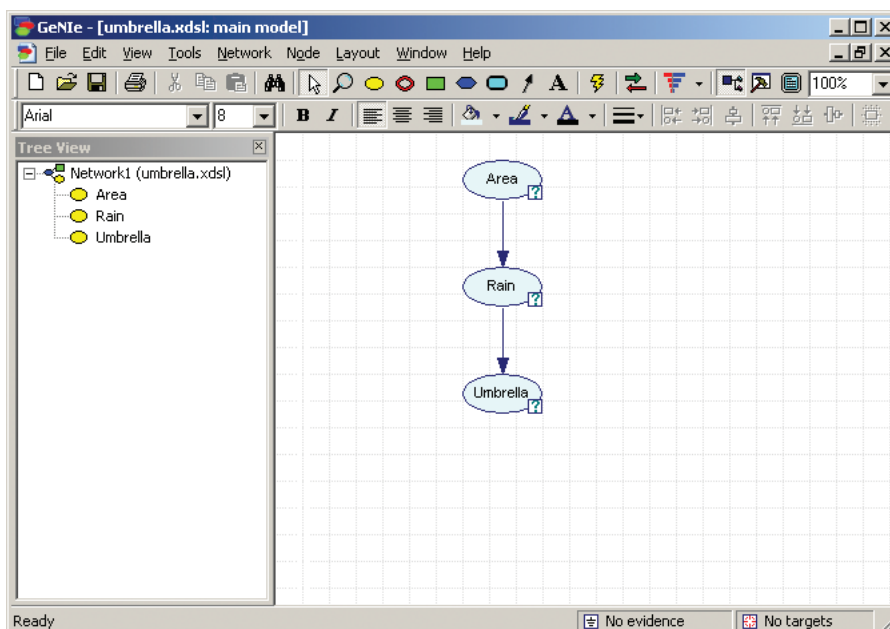 GeNIe - [umbrella.xdsl: main model]
File Edit View Tools Network Node Layout Window Help
A 100%
Arial 8 B I A
Tree View
Network1 (umbrella.xdsl)
Area
Rain
Umbrella
Area
?
Rain
?
Umbrella
?
Ready No evidence No targets